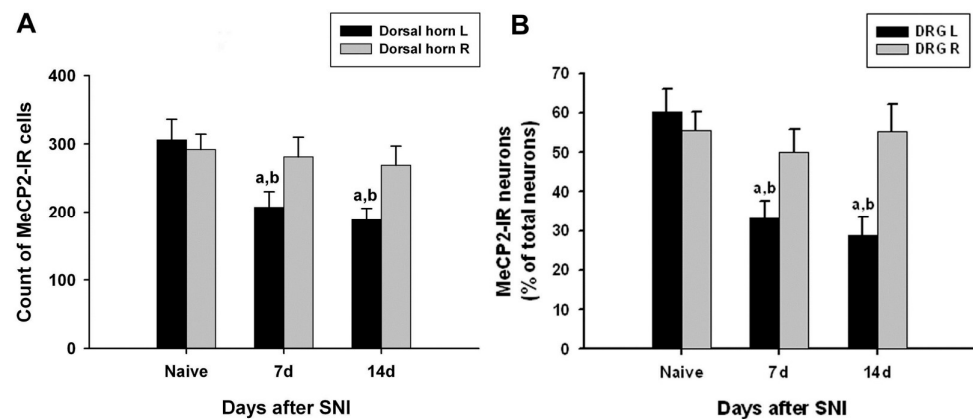 A
Dorsal horn L
Dorsal horn R
Count of MeCP2-IR cells
400
300
200
100
0
a,b
a,b
Naive 7d 14d
Days after SNI
B
DRG L
DRG R
MeCP2-IR neurons
(% of total neurons)
70
60
50
40
30
20
10
0
a,b
a,b
Naive 7d 14d
Days after SNI